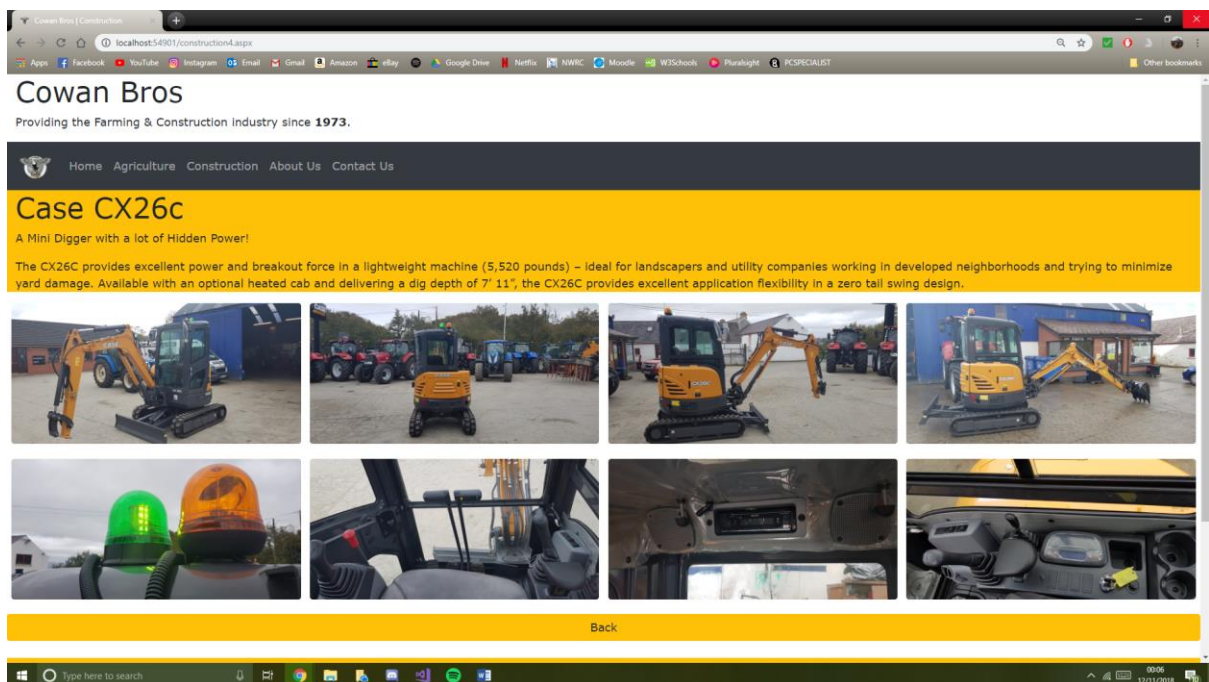 Cowan Bros | Construction
localhost:54901/construction4.aspx
Apps Facebook YouTube Instagram Email Gmail Amazon eBay Google Drive Netflix NWRC Moodle W3Schools Pluralsight PCSPECIALIST Other bookmarks
Cowan Bros
Providing the Farming & Construction industry since 1973.
Home Agriculture Construction About Us Contact Us
Case CX26c
A Mini Digger with a lot of Hidden Power!
The CX26C provides excellent power and breakout force in a lightweight machine (5,520 pounds) – ideal for landscapers and utility companies working in developed neighborhoods and trying to minimize
yard damage. Available with an optional heated cab and delivering a dig depth of 7’ 11”, the CX26C provides excellent application flexibility in a zero tail swing design.
CX26C
Back
Type here to search
00:06
12/11/2018